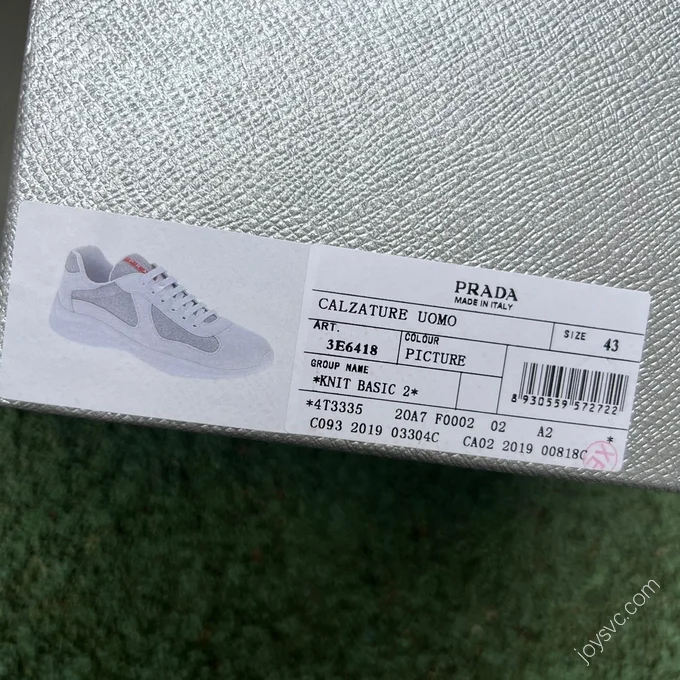 PRADA
MADE IN ITALY
CALZATURE UOMO
SIZE 43
ART.
3E6418
COLOUR
PICTURE
GROUP NAME
*KNIT BASIC 2*
8 930559 572722
*4T3335 20A7 F0002 02 A2 *
C093 2019 03304C CA02 2019 00818C
joysvc.com